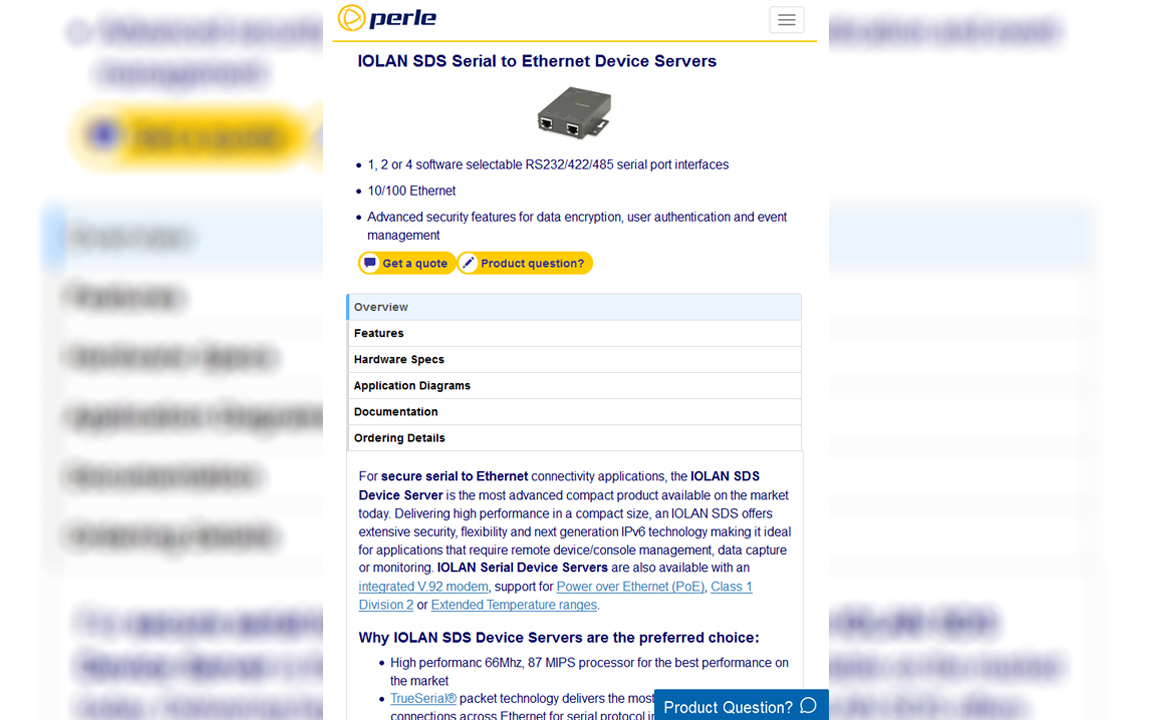 perle
IOLAN SDS Serial to Ethernet Device Servers
1, 2 or 4 software selectable RS232/422/485 serial port interfaces
10/100 Ethernet
Advanced security features for data encryption, user authentication and event
management
Get a quote
Product question?
Overview
Features
Hardware Specs
Application Diagrams
Documentation
Ordering Details
For secure serial to Ethernet connectivity applications, the IOLAN SDS
Device Server is the most advanced compact product available on the market
today. Delivering high performance in a compact size, an IOLAN SDS offers
extensive security, flexibility and next generation IPv6 technology making it ideal
for applications that require remote device/console management, data capture
or monitoring. IOLAN Serial Device Servers are also available with an
integrated V.92 modem, support for Power over Ethernet (PoE), Class 1
Division 2 or Extended Temperature ranges.
Why IOLAN SDS Device Servers are the preferred choice:
High performanc 66Mhz, 87 MIPS processor for the best performance on
the market
TrueSerial® packet technology delivers the most
connections across Ethernet for serial protocol
Product Question?